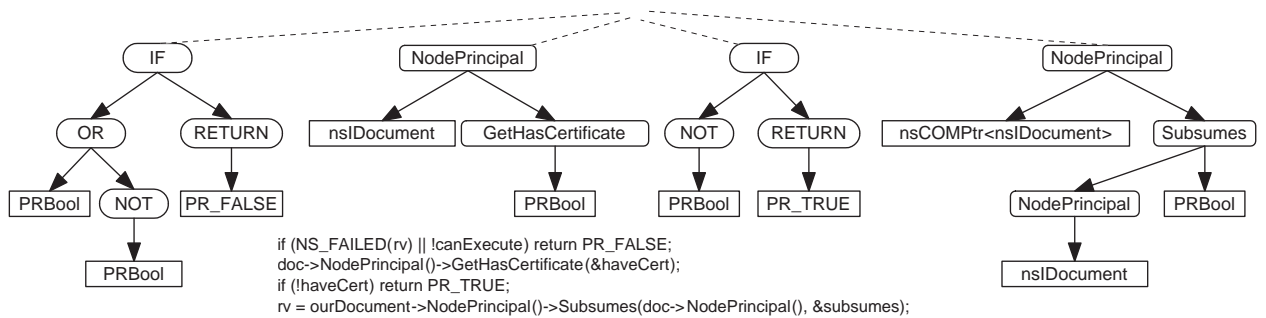 IF NodePrincipal IF NodePrincipal
OR RETURN nsIDocument GetHasCertificate NOT RETURN nsCOMPtr<nsIDocument> Subsumes
PRBool NOT PR_FALSE PRBool PRBool PR_TRUE NodePrincipal PRBool
PRBool nsIDocument
if (NS_FAILED(rv) || !canExecute) return PR_FALSE;
doc->NodePrincipal()->GetHasCertificate(&haveCert);
if (!haveCert) return PR_TRUE;
rv = ourDocument->NodePrincipal()->Subsumes(doc->NodePrincipal(), &subsumes);